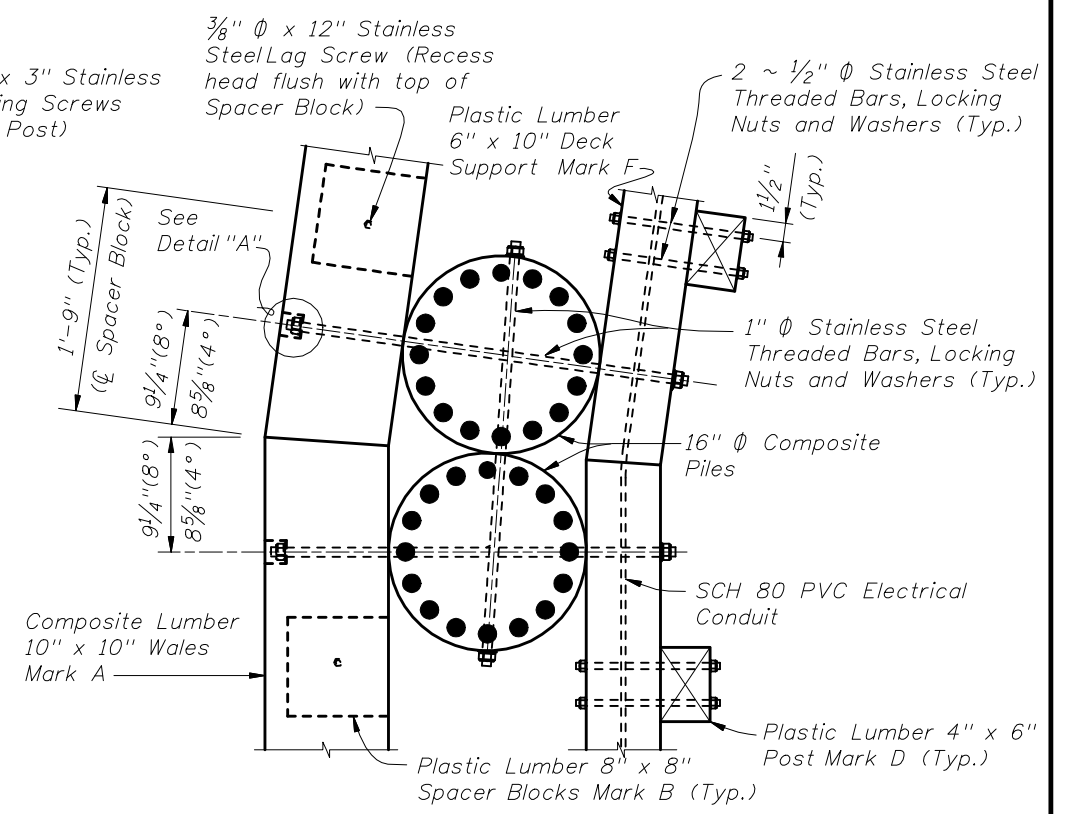 3/8" Φ x 12" Stainless
Steel Lag Screw (Recess
head flush with top of
Spacer Block)
x 3" Stainless
ing Screws
Post)
Plastic Lumber
6" x 10" Deck
Support Mark F
2 ~ 1/2" Φ Stainless Steel
Threaded Bars, Locking
Nuts and Washers (Typ.)
1 1/2"
(Typ.)
See
Detail "A"
1'-9" (Typ.)
(℄ Spacer Block)
9 1/4"(8°)
8 5/8"(4°)
1" Φ Stainless Steel
Threaded Bars, Locking
Nuts and Washers (Typ.)
16" Φ Composite
Piles
9 1/4"(8°)
8 5/8"(4°)
SCH 80 PVC Electrical
Conduit
Composite Lumber
10" x 10" Wales
Mark A
Plastic Lumber 4" x 6"
Post Mark D (Typ.)
Plastic Lumber 8" x 8"
Spacer Blocks Mark B (Typ.)